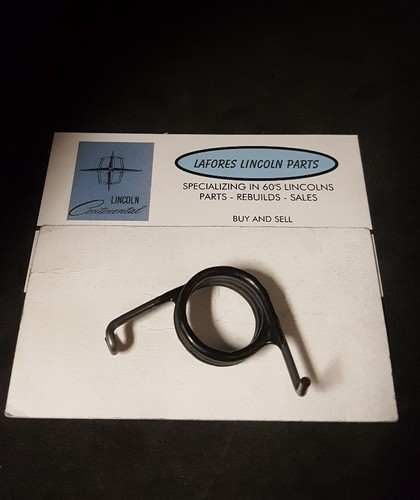 LINCOLN
Continental
LAFORES LINCOLN PARTS
SPECIALIZING IN 60'S LINCOLNS
PARTS - REBUILDS - SALES
BUY AND SELL